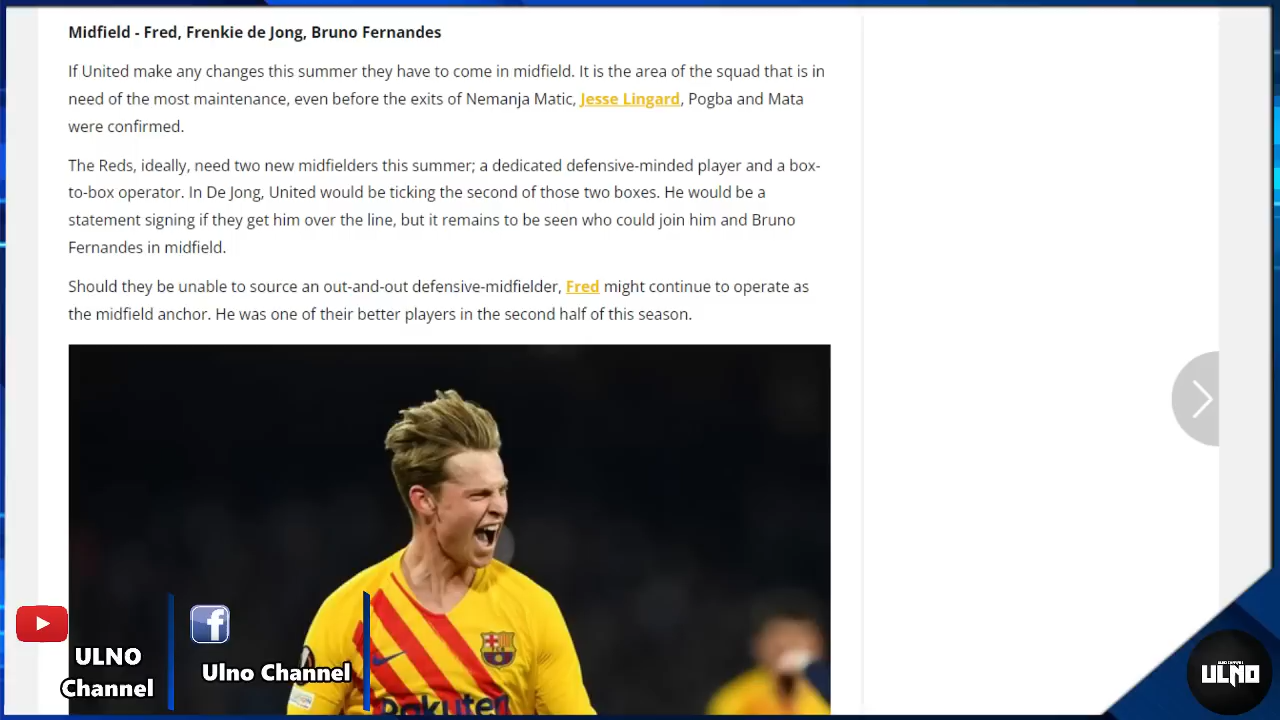 Midfield - Fred, Frenkie de Jong, Bruno Fernandes
If United make any changes this summer they have to come in midfield. It is the area of the squad that is in
need of the most maintenance, even before the exits of Nemanja Matic, Jesse Lingard, Pogba and Mata
were confirmed.
The Reds, ideally, need two new midfielders this summer; a dedicated defensive-minded player and a box-
to-box operator. In De Jong, United would be ticking the second of those two boxes. He would be a
statement signing if they get him over the line, but it remains to be seen who could join him and Bruno
Fernandes in midfield.
Should they be unable to source an out-and-out defensive-midfielder, Fred might continue to operate as
the midfield anchor. He was one of their better players in the second half of this season.
Rakuten
ULNO
Channel
Ulno Channel
ULNO